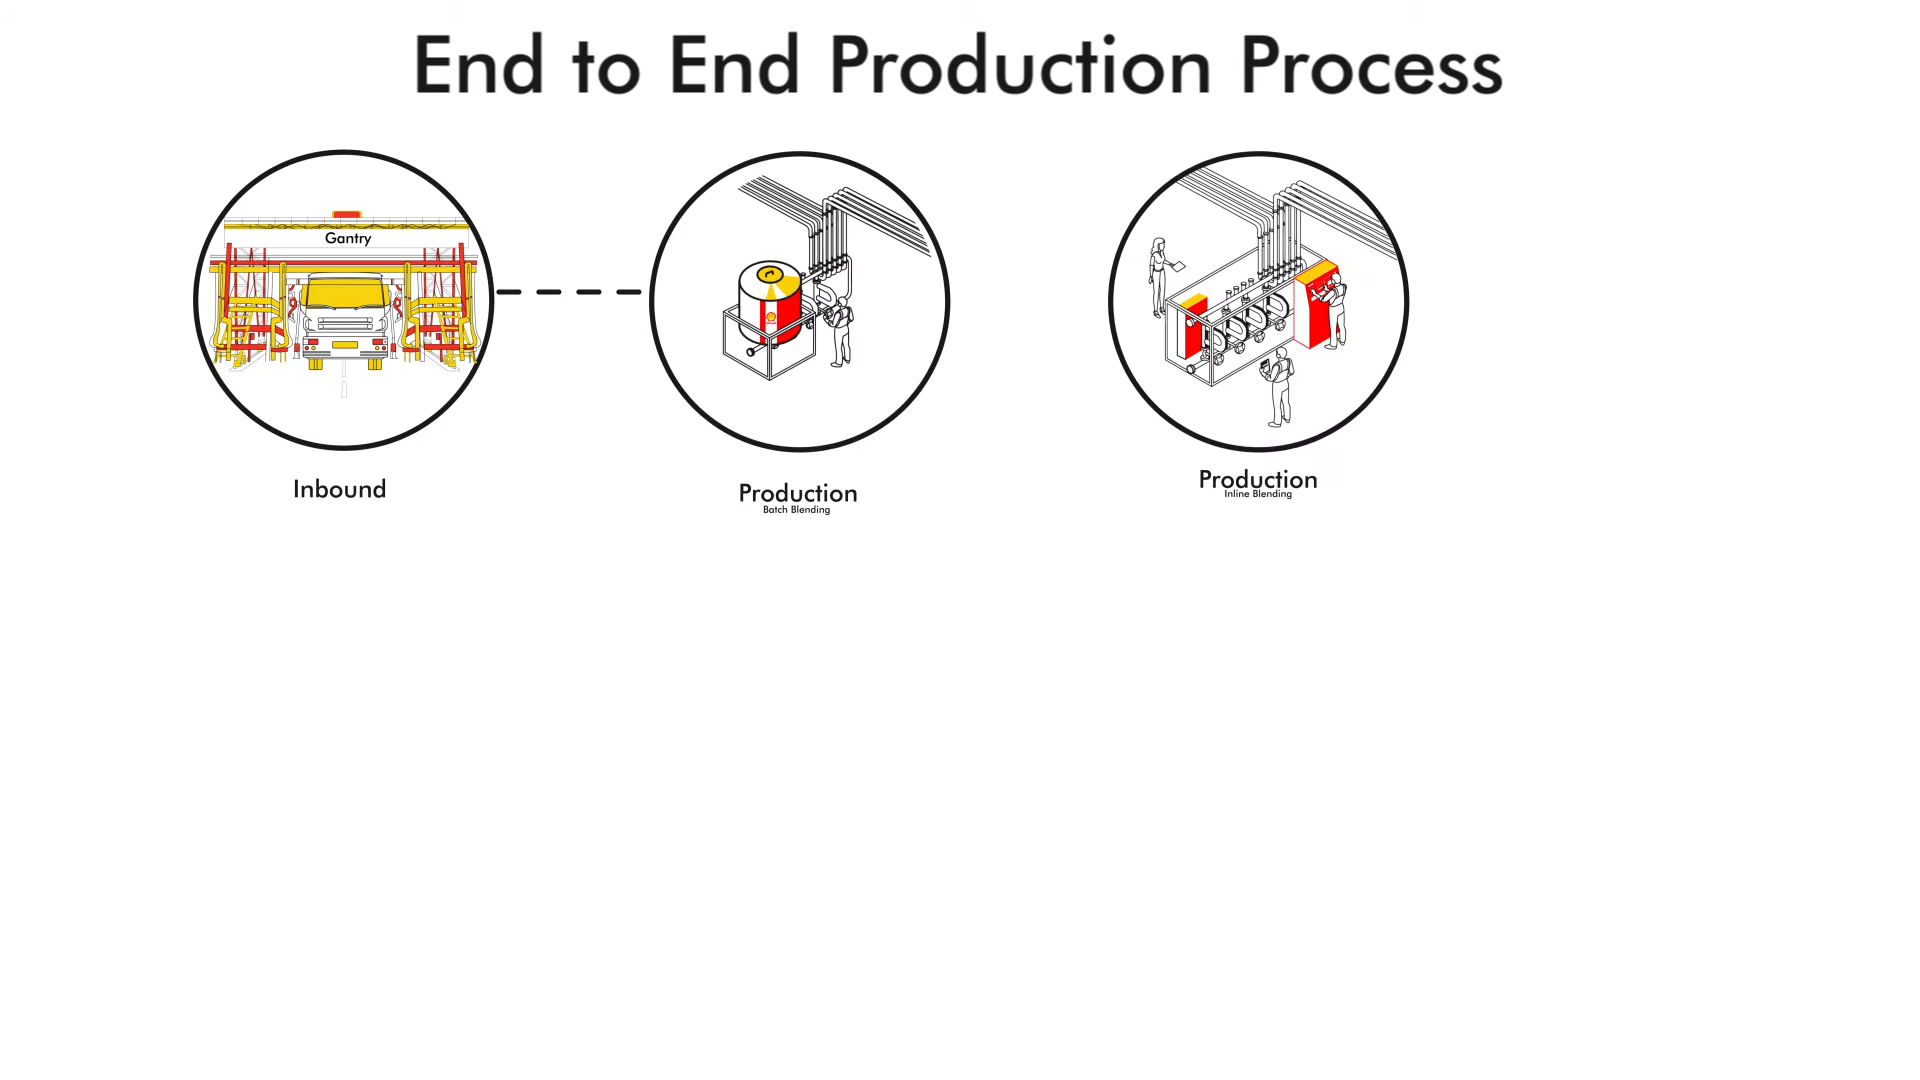 End to End Production Process
Gantry
Inbound
Production
Batch Blending
Production
Inline Blending